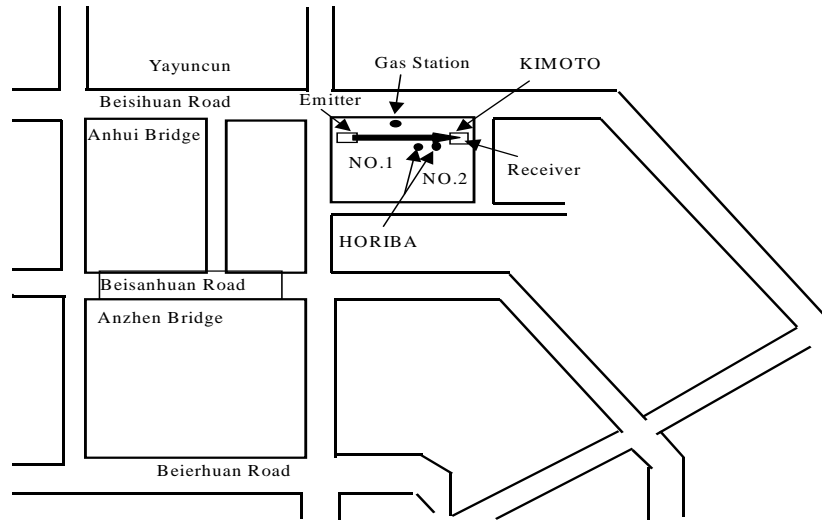 Yayuncun
Gas Station
KIMOTO
Beisihuan Road
Emitter
Anhui Bridge
NO.1
NO.2
Receiver
HORIBA
Beisanhuan Road
Anzhen Bridge
Beierhuan Road